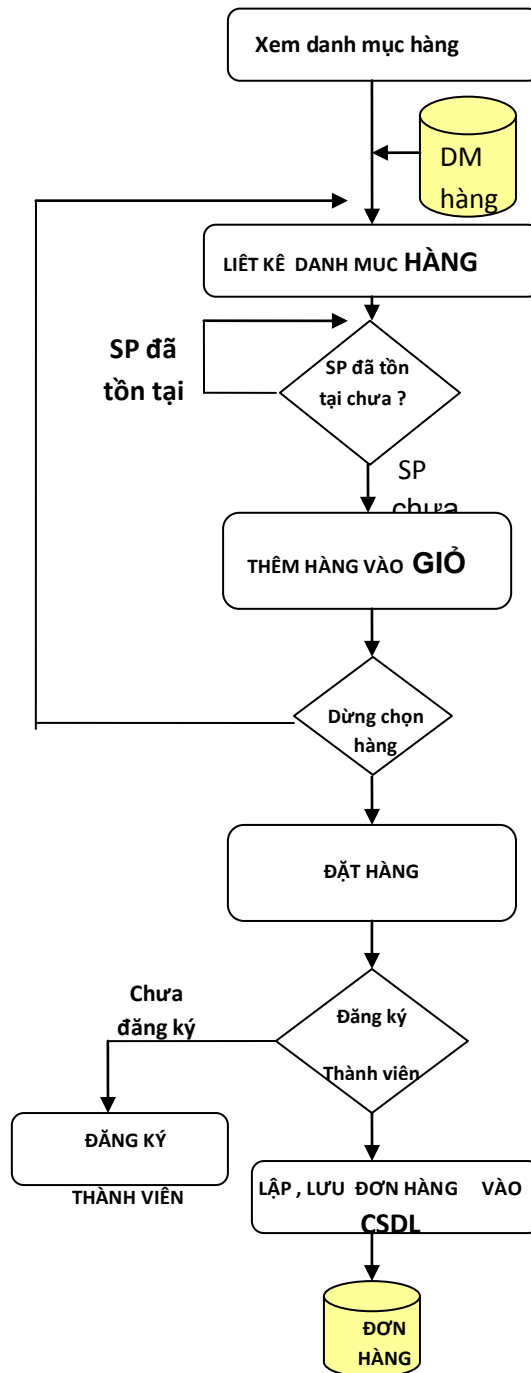 Xem danh mục hàng
DM
hàng
LIÊT KÊ DANH MUC HÀNG
SP đã
tồn tại
SP đã tồn
tại chưa ?
SP
chưa
THÊM HÀNG VÀO GIỎ
Dừng chọn
hàng
ĐẶT HÀNG
Chưa
đăng ký
Đăng ký
Thành viên
ĐĂNG KÝ
THÀNH VIÊN
LẬP , LƯU ĐƠN HÀNG VÀO
CSDL
ĐƠN
HÀNG